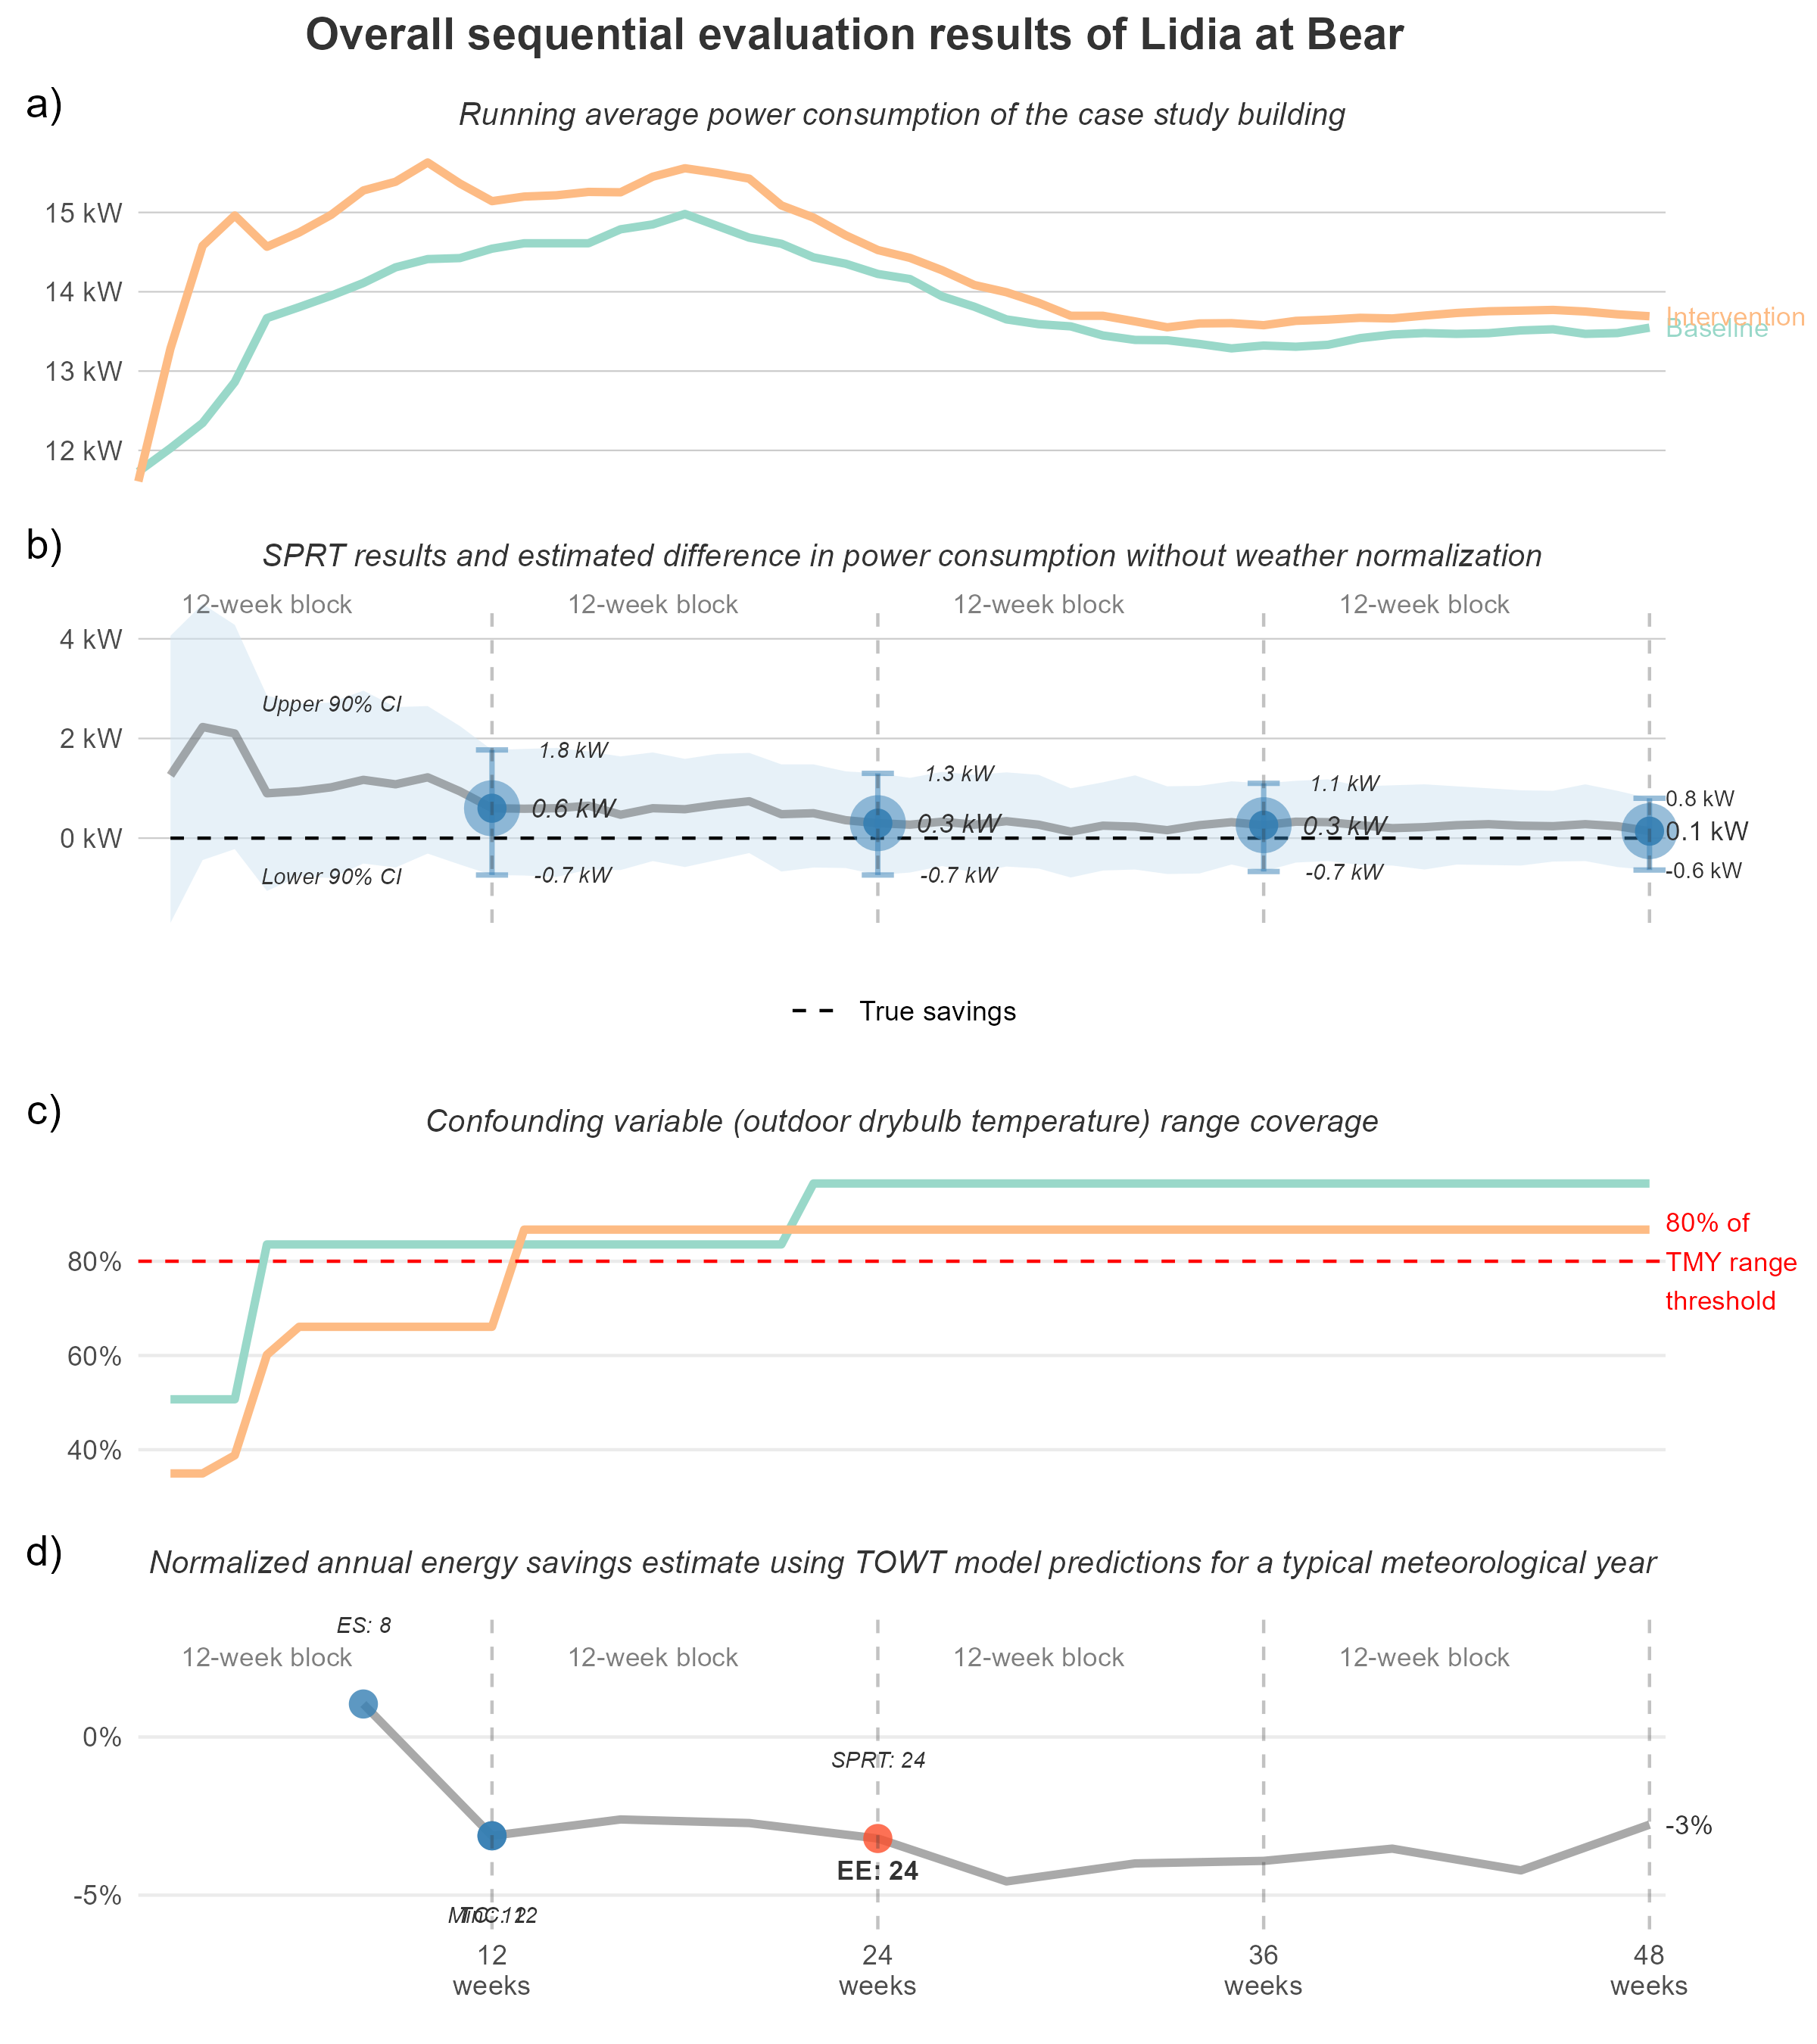 Overall sequential evaluation results of Lidia at Bear
a)
Running average power consumption of the case study building
15 kW
14 kW
13 kW
12 kW
Intervention
Baseline
b)
SPRT results and estimated difference in power consumption without weather normalization
12-week block
12-week block
12-week block
12-week block
4 kW
2 kW
0 kW
Upper 90% CI
Lower 90% CI
1.8 kW
0.6 kW
-0.7 kW
1.3 kW
0.3 kW
-0.7 kW
1.1 kW
0.3 kW
-0.7 kW
0.8 kW
0.1 kW
-0.6 kW
True savings
c)
Confounding variable (outdoor drybulb temperature) range coverage
80%
60%
40%
80% of
TMY range
threshold
d)
Normalized annual energy savings estimate using TOWT model predictions for a typical meteorological year
ES: 8
12-week block
12-week block
12-week block
12-week block
0%
-5%
SPRT: 24
EE: 24
-3%
12
weeks
24
weeks
36
weeks
48
weeks